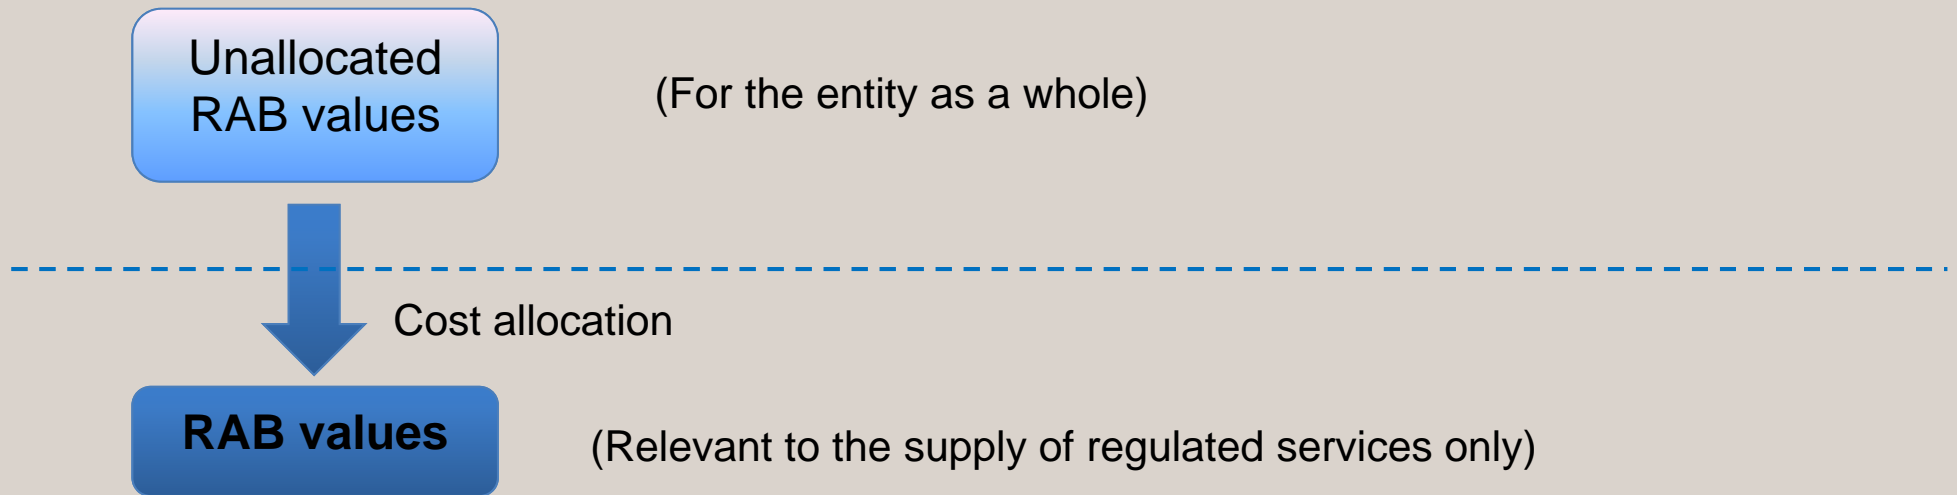 Unallocated
RAB values
(For the entity as a whole)
Cost allocation
RAB values
(Relevant to the supply of regulated services only)